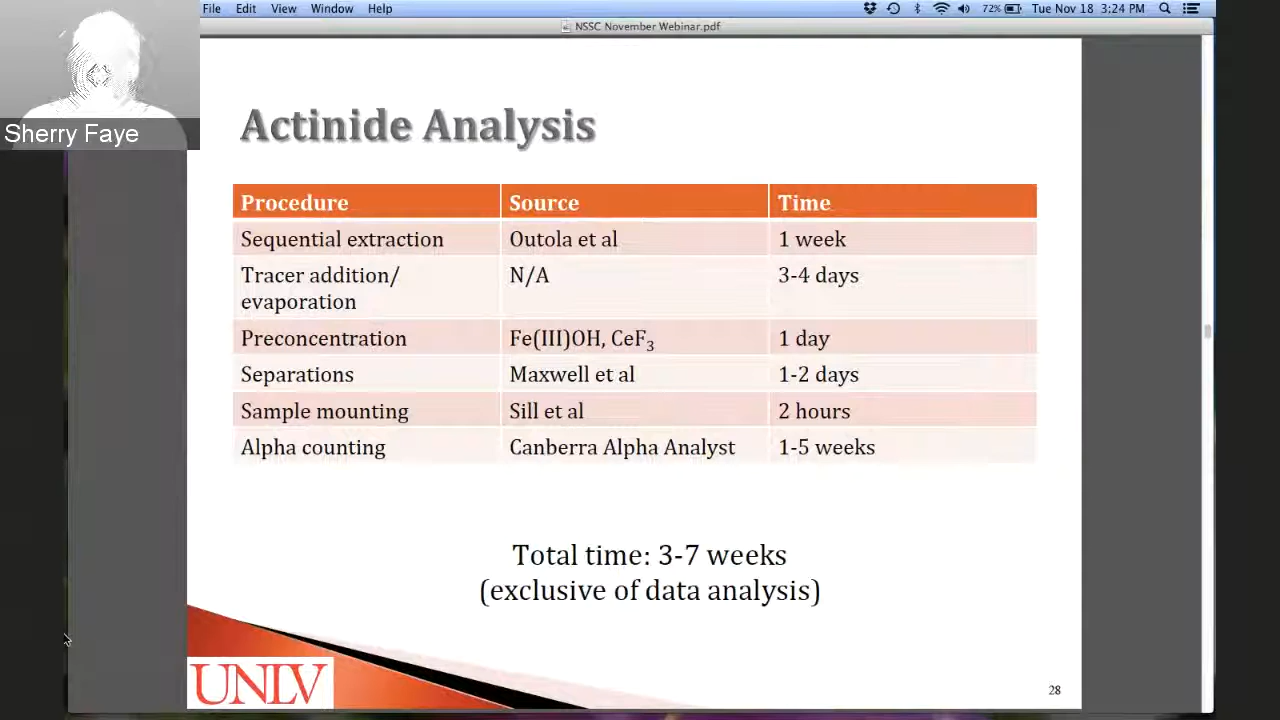 File Edit View Window Help 72% Tue Nov 18 3:24 PM
NSSC November Webinar.pdf
Sherry Faye
Actinide Analysis
Procedure Source Time
Sequential extraction Outola et al 1 week
Tracer addition/ N/A 3-4 days
evaporation
Preconcentration Fe(III)OH, CeF₃ 1 day
Separations Maxwell et al 1-2 days
Sample mounting Sill et al 2 hours
Alpha counting Canberra Alpha Analyst 1-5 weeks
Total time: 3-7 weeks
(exclusive of data analysis)
UNLV
28